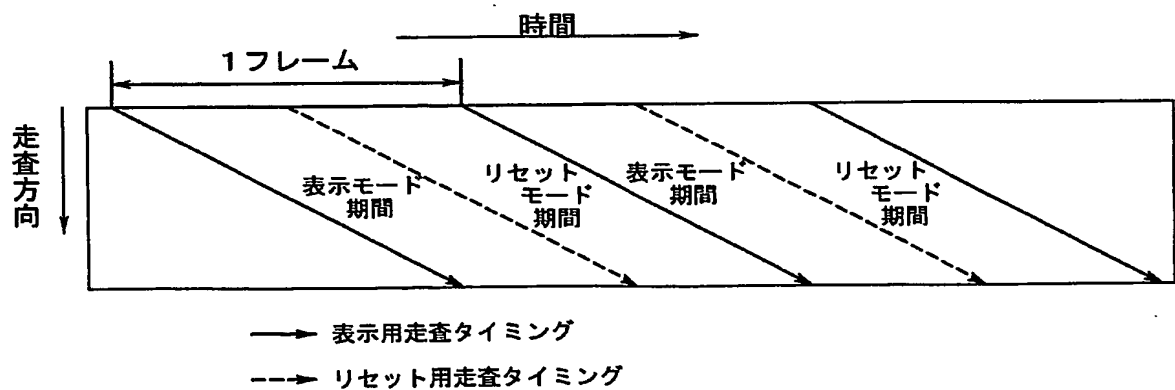 時間
1フレーム
走査方向
表示モード
期間
リセット
モード
期間
表示モード
期間
リセット
モード
期間
表示用走査タイミング
リセット用走査タイミング